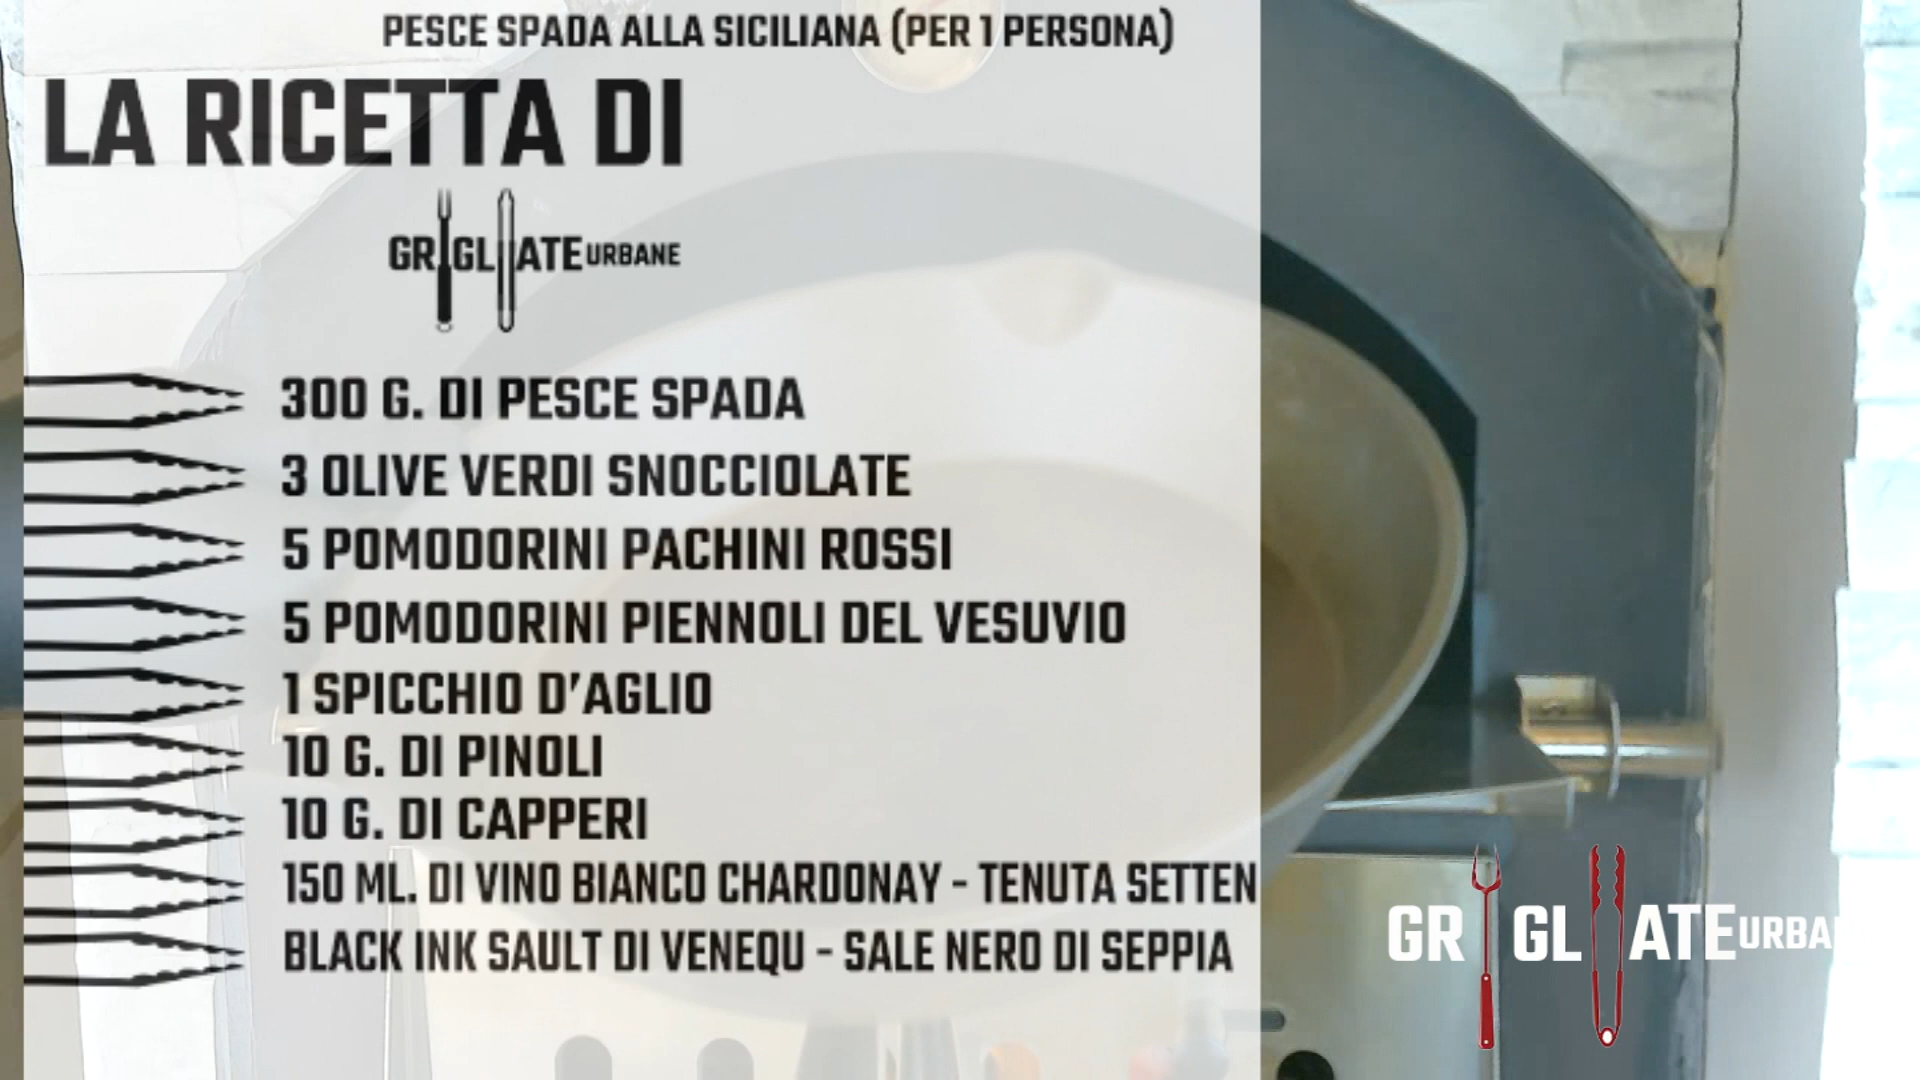 PESCE SPADA ALLA SICILIANA (PER 1 PERSONA)
LA RICETTA DI
GRIGLIATE URBANE
300 G. DI PESCE SPADA
3 OLIVE VERDI SNOCCIOLATE
5 POMODORINI PACHINI ROSSI
5 POMODORINI PIENNOLI DEL VESUVIO
1 SPICCHIO D'AGLIO
10 G. DI PINOLI
10 G. DI CAPPERI
150 ML. DI VINO BIANCO CHARDONAY - TENUTA SETTEN
BLACK INK SAULT DI VENEQU - SALE NERO DI SEPPIA
GRIGLIATE URBA